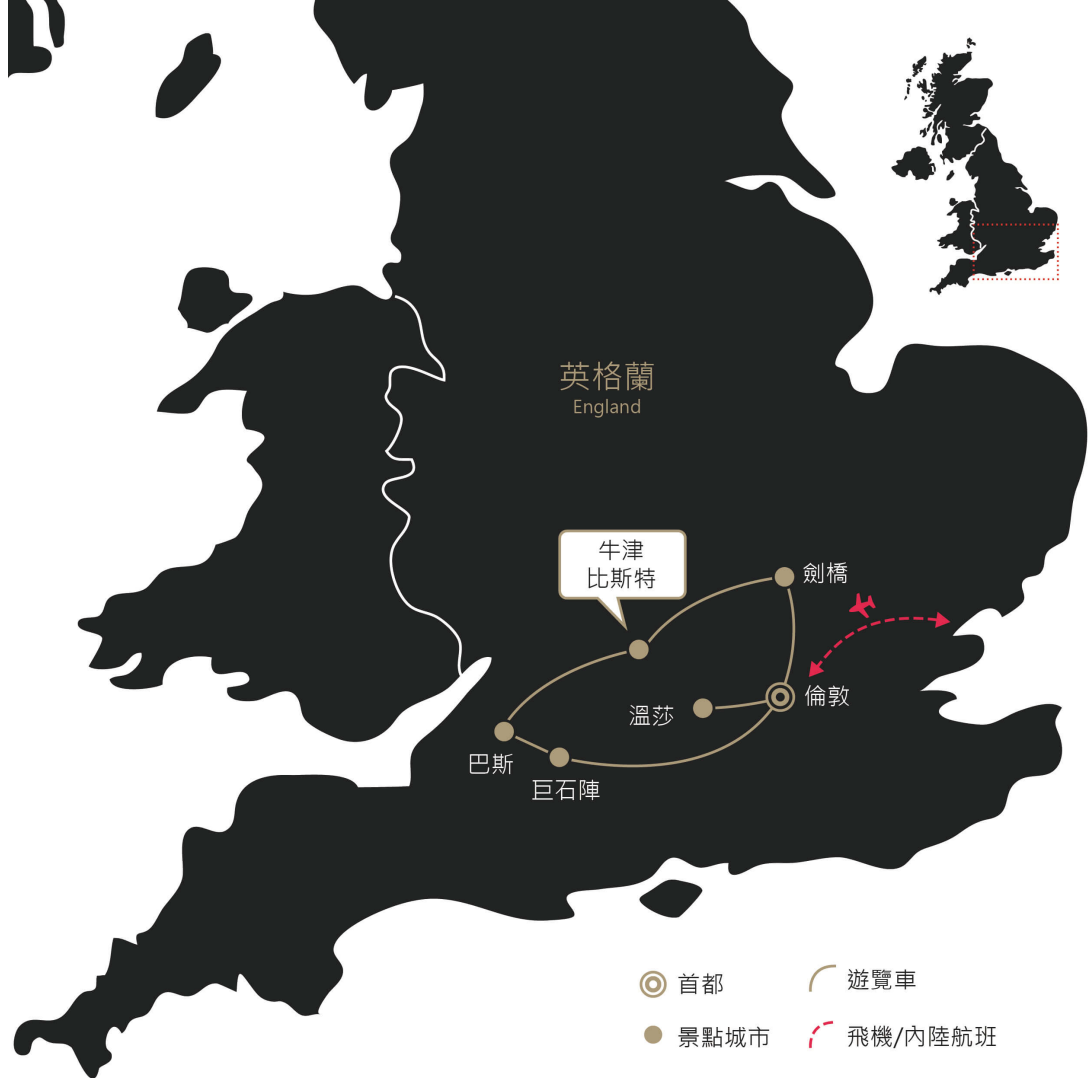 英格蘭
England
牛津
比斯特
劍橋
倫敦
溫莎
巴斯
巨石陣
首都
遊覽車
景點城市
飛機/內陸航班